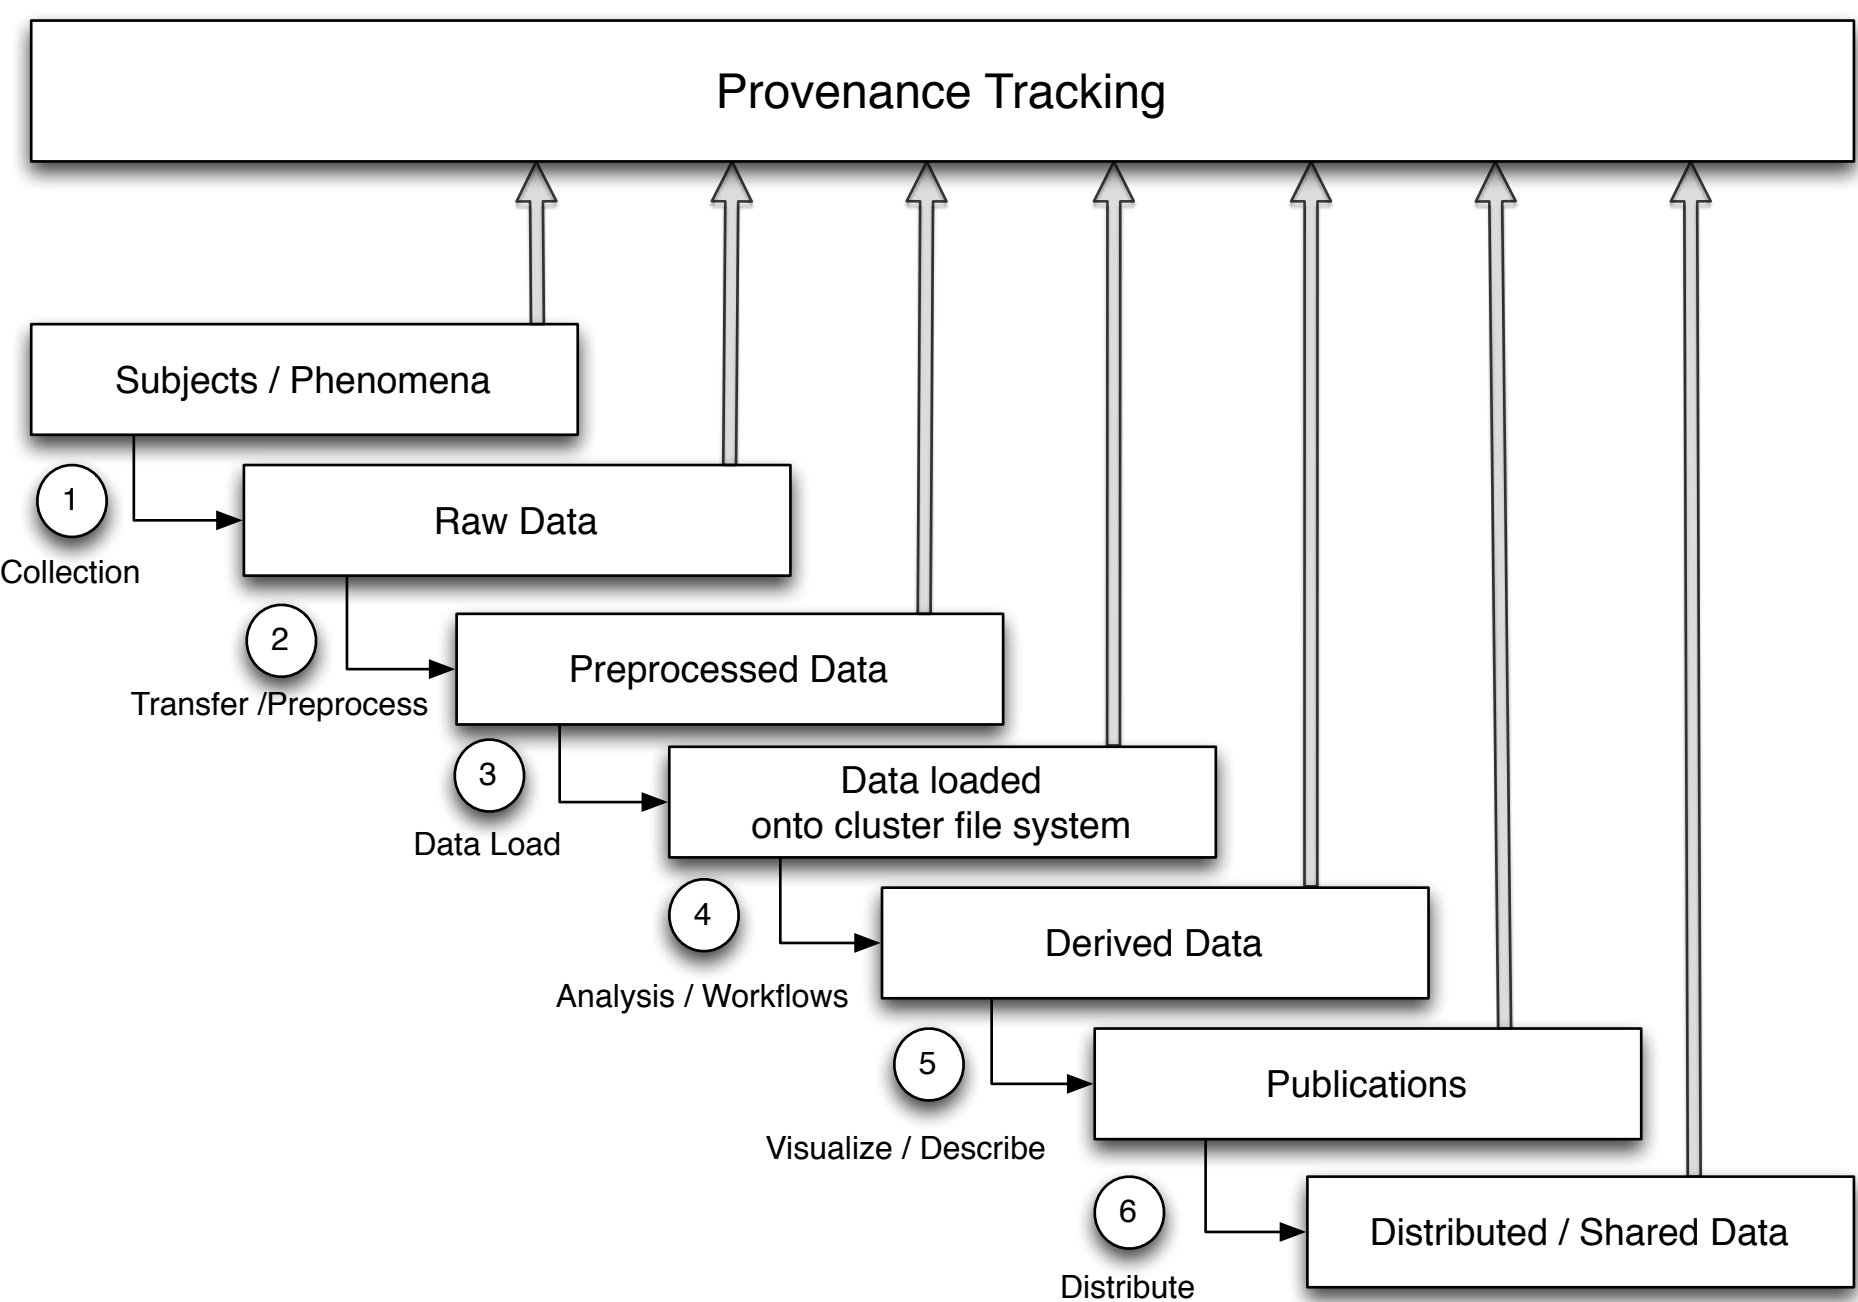 Provenance Tracking
Subjects / Phenomena
1
Collection
Raw Data
2
Transfer /Preprocess
Preprocessed Data
3
Data Load
Data loaded
onto cluster file system
4
Analysis / Workflows
Derived Data
5
Visualize / Describe
Publications
6
Distribute
Distributed / Shared Data